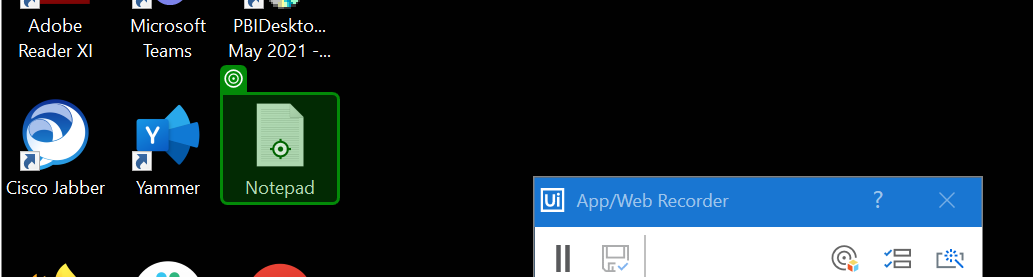 Adobe
Reader XI
Microsoft
Teams
PBIDeskto...
May 2021 -...
Cisco Jabber
Y
Yammer
Notepad
Ui App/Web Recorder ?